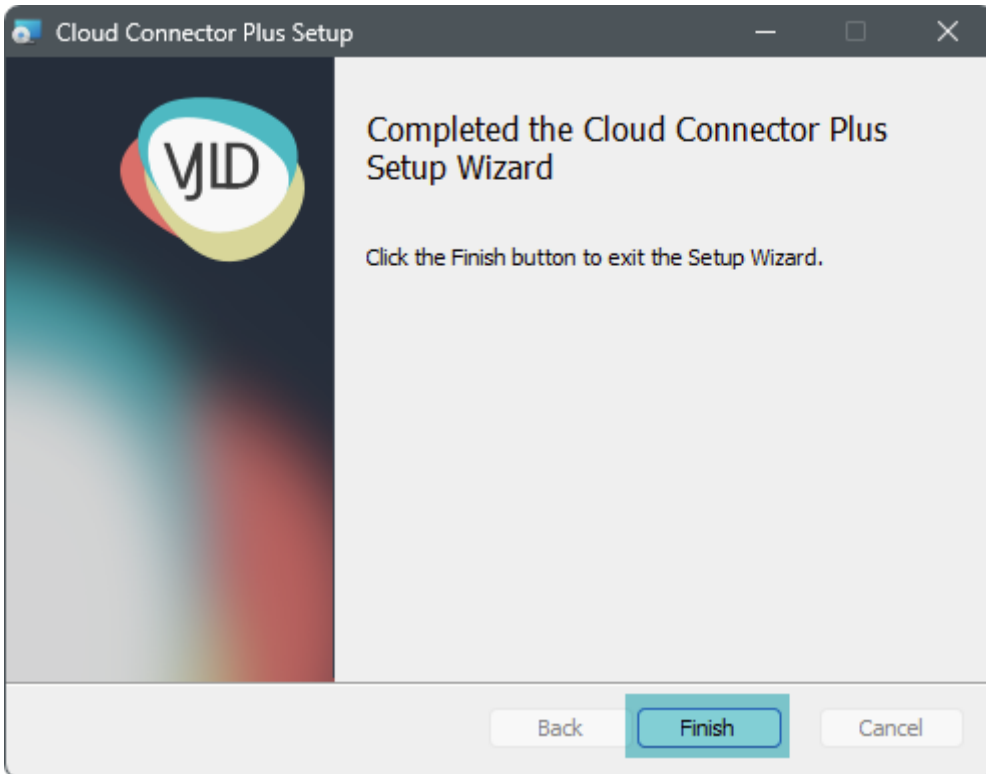 Cloud Connector Plus Setup
VJLD
Completed the Cloud Connector Plus
Setup Wizard
Click the Finish button to exit the Setup Wizard.
Back
Finish
Cancel